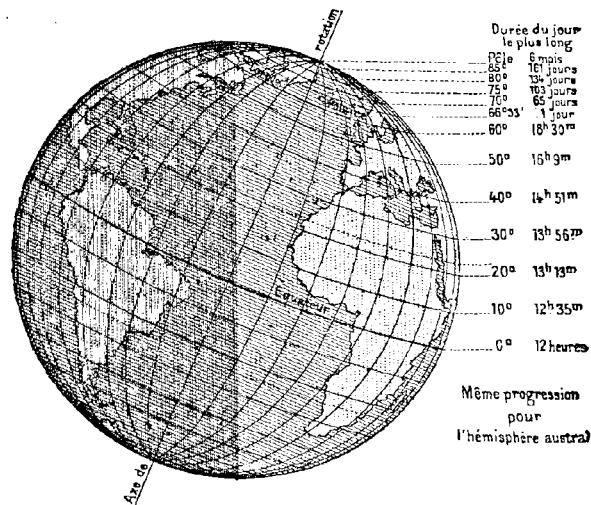 rotation
Durée du jour
le plus long
Pôle 6 mois
85° 161 jours
80° 134 jours
75° 103 jours
70° 65 jours
66°33' 1 jour
60° 18h 30m
50° 16h 9m
40° 14h 51m
30° 13h 56m
20° 13h 13m
10° 12h 35m
0° 12 heures
Equateur
Même progression
pour
l'hémisphère austral
Axe de